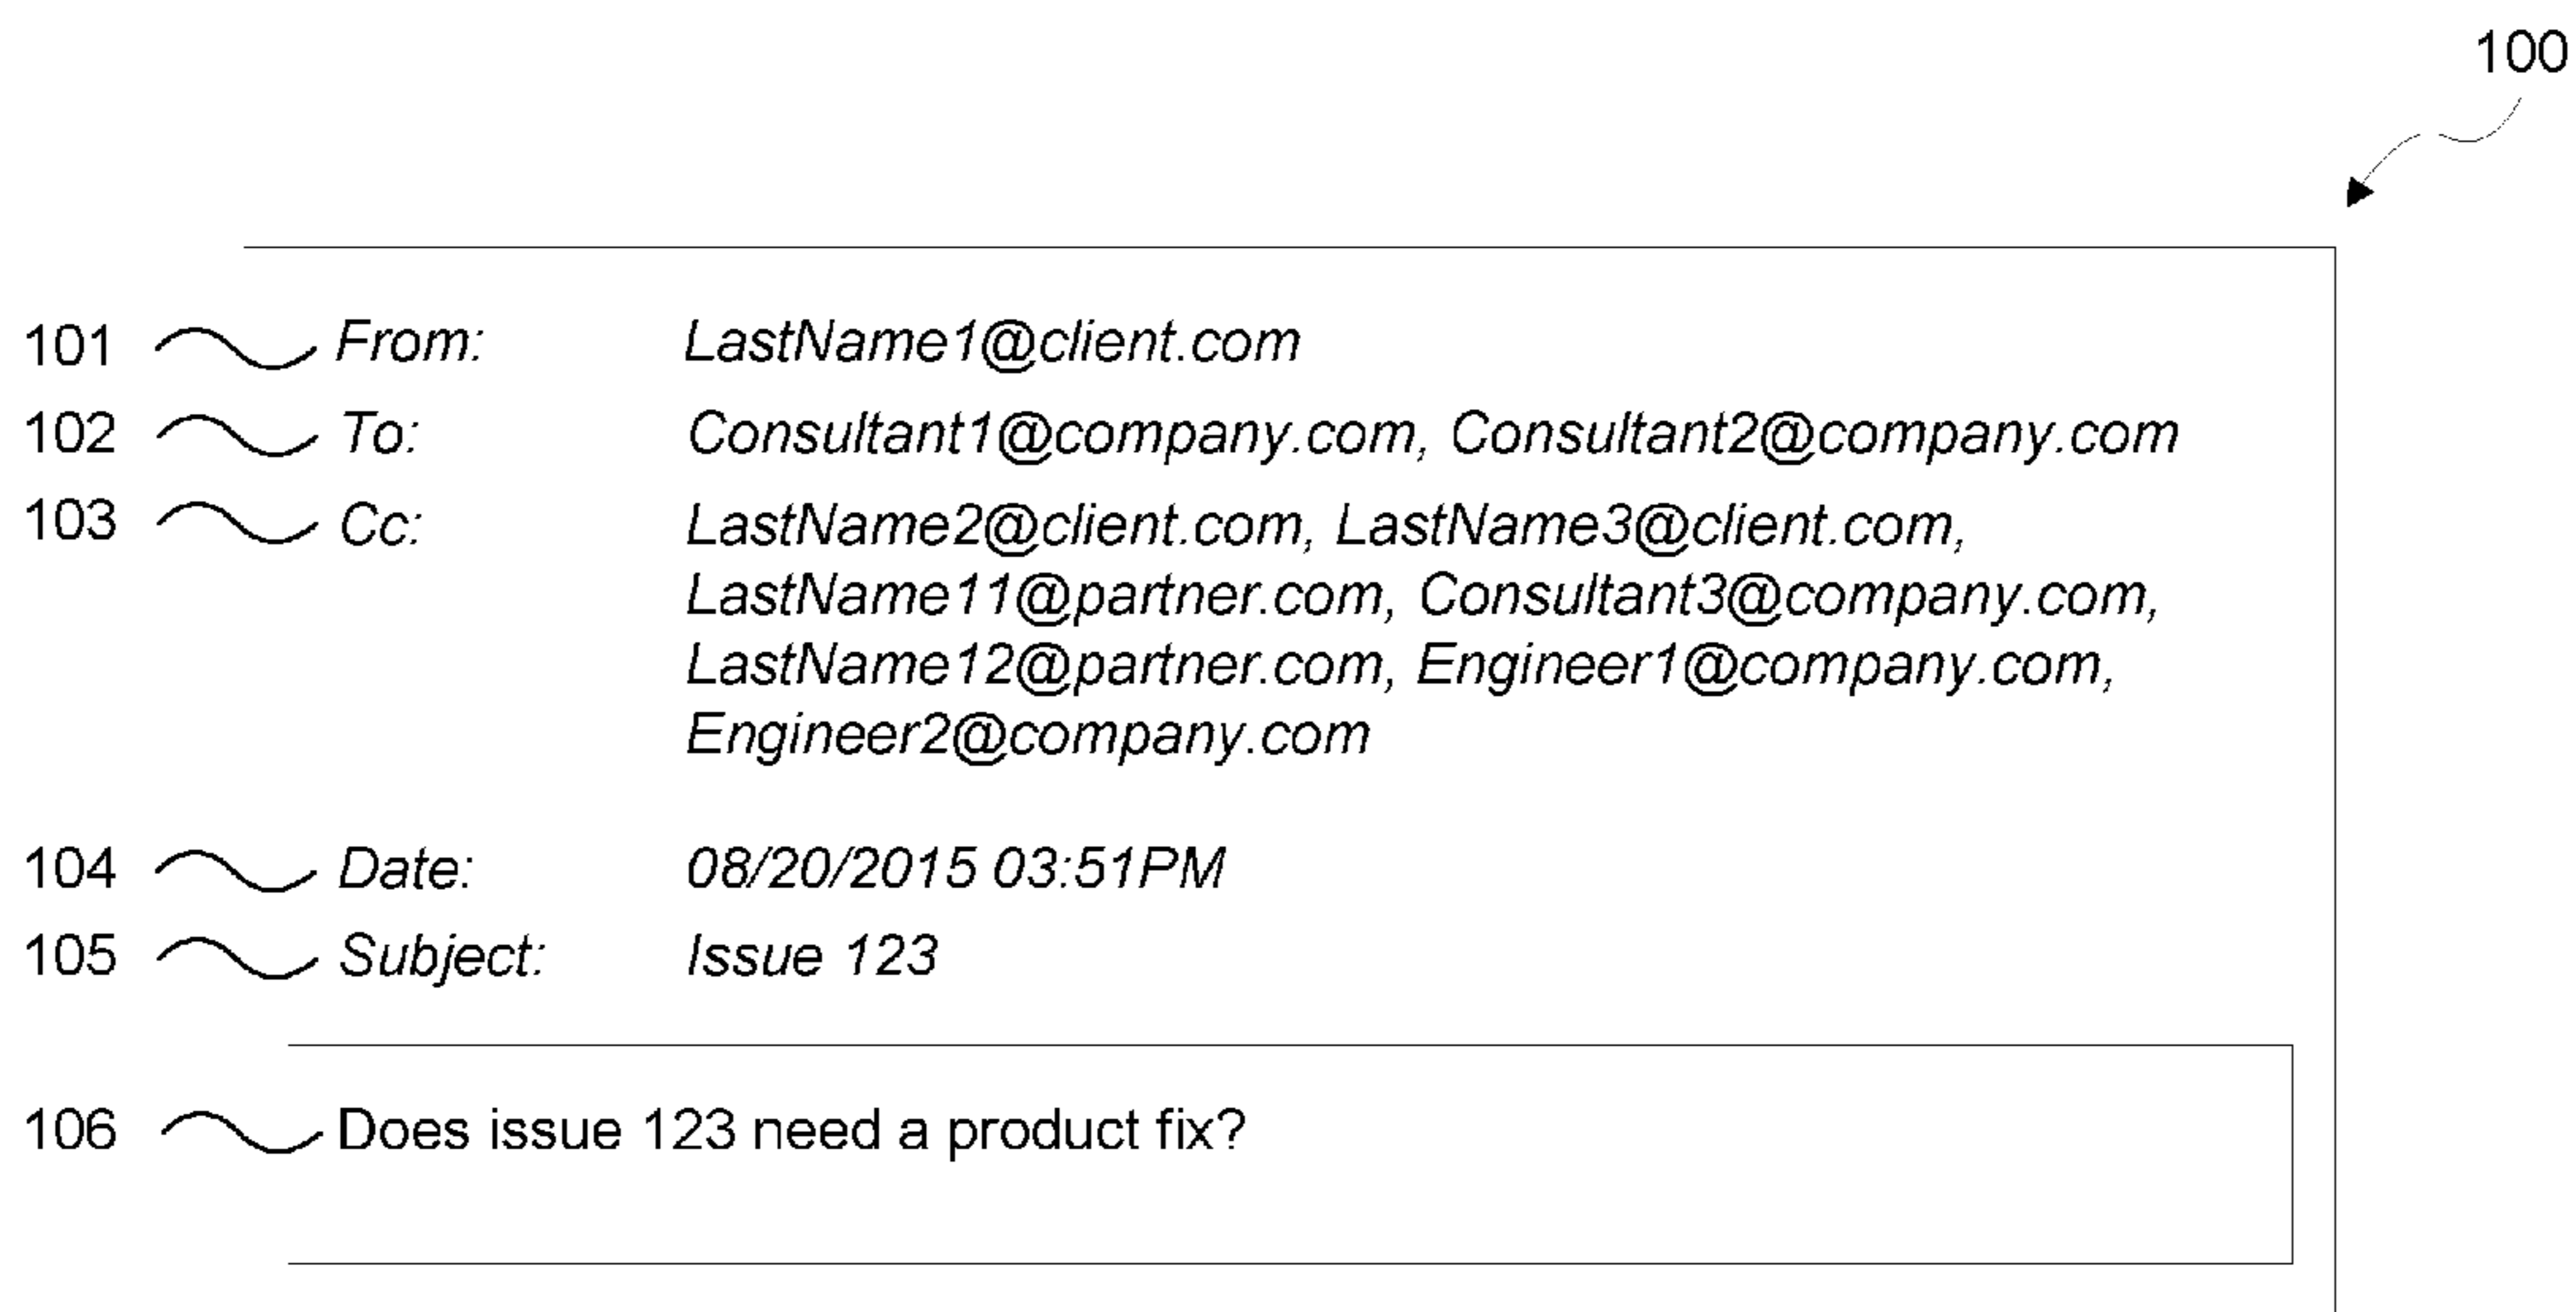 100
101 From: LastName1@client.com
102 To: Consultant1@company.com, Consultant2@company.com
103 Cc: LastName2@client.com, LastName3@client.com,
LastName11@partner.com, Consultant3@company.com,
LastName12@partner.com, Engineer1@company.com,
Engineer2@company.com
104 Date: 08/20/2015 03:51PM
105 Subject: Issue 123
106 Does issue 123 need a product fix?